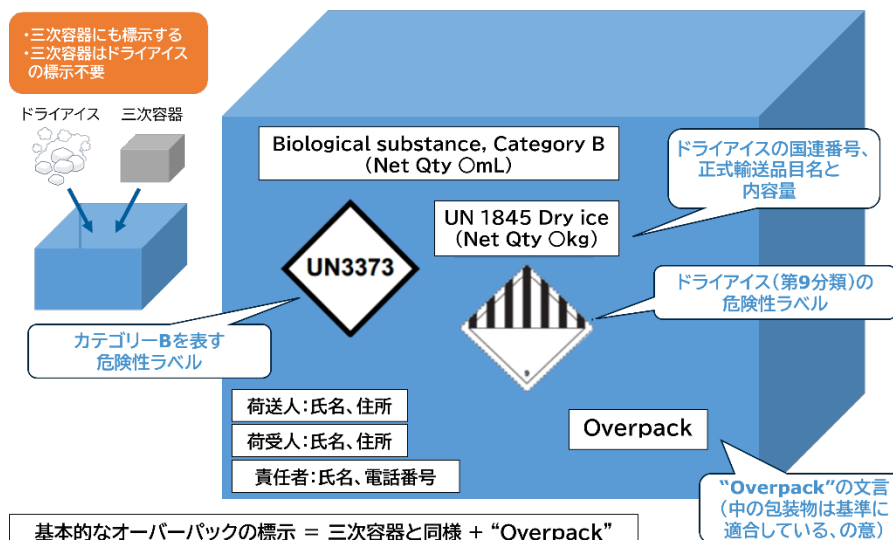 ・三次容器にも標示する
・三次容器はドライアイス
の標示不要
ドライアイス
三次容器
Biological substance, Category B
(Net Qty ○mL)
UN 1845 Dry ice
(Net Qty ○kg)
UN3373
9
ドライアイスの国連番号、
正式輸送品目名と
内容量
ドライアイス(第9分類)の
危険性ラベル
カテゴリーBを表す
危険性ラベル
荷送人:氏名、住所
荷受人:氏名、住所
責任者:氏名、電話番号
Overpack
“Overpack”の文言
(中の包装物は基準に
適合している、の意)
基本的なオーバーパックの標示 = 三次容器と同様 + “Overpack”